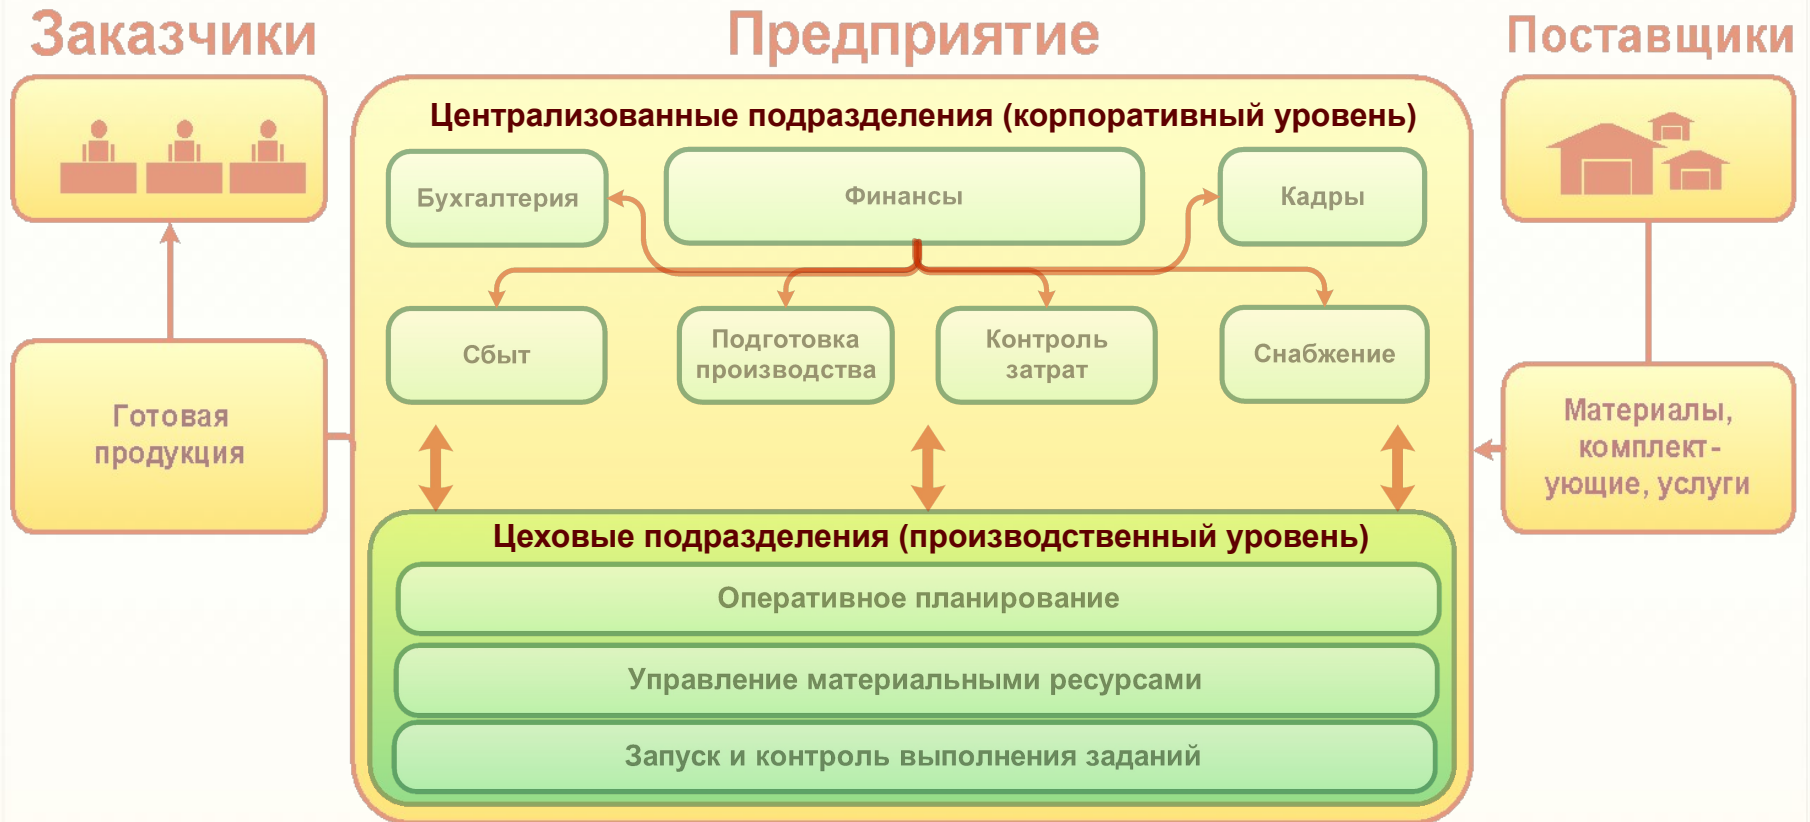 Заказчики
Предприятие
Поставщики
Централизованные подразделения (корпоративный уровень)
Бухгалтерия
Финансы
Кадры
Сбыт
Подготовка
производства
Контроль
затрат
Снабжение
Готовая
продукция
Материалы,
комплект-
ующие, услуги
Цеховые подразделения (производственный уровень)
Оперативное планирование
Управление материальными ресурсами
Запуск и контроль выполнения заданий